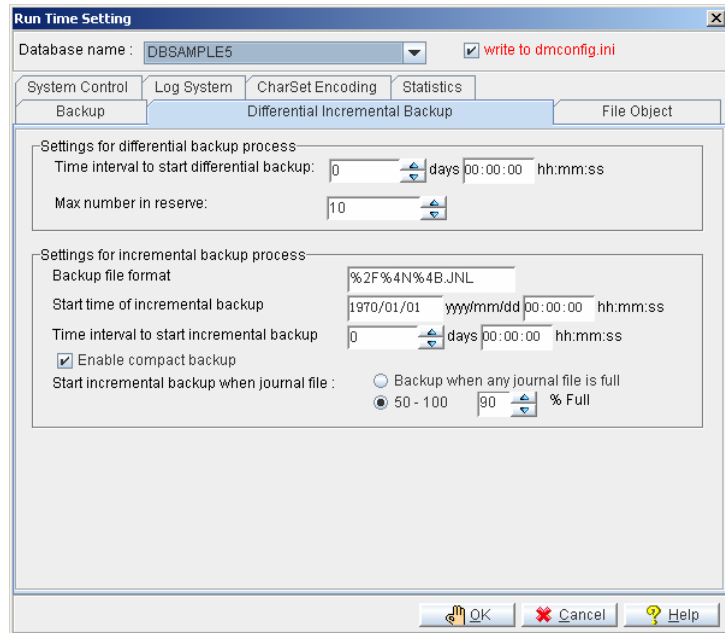 Run Time Setting
Database name : DBSAMPLE5 write to dmconfig.ini
System Control Log System CharSet Encoding Statistics
Backup Differential Incremental Backup File Object
Settings for differential backup process
Time interval to start differential backup: 0 days 00:00:00 hh:mm:ss
Max number in reserve: 10
Settings for incremental backup process
Backup file format %2F%4N%4B.JNL
Start time of incremental backup 1970/01/01 yyyy/mm/dd 00:00:00 hh:mm:ss
Time interval to start incremental backup 0 days 00:00:00 hh:mm:ss
Enable compact backup
Start incremental backup when journal file : Backup when any journal file is full
50 - 100 90 % Full
OK Cancel Help